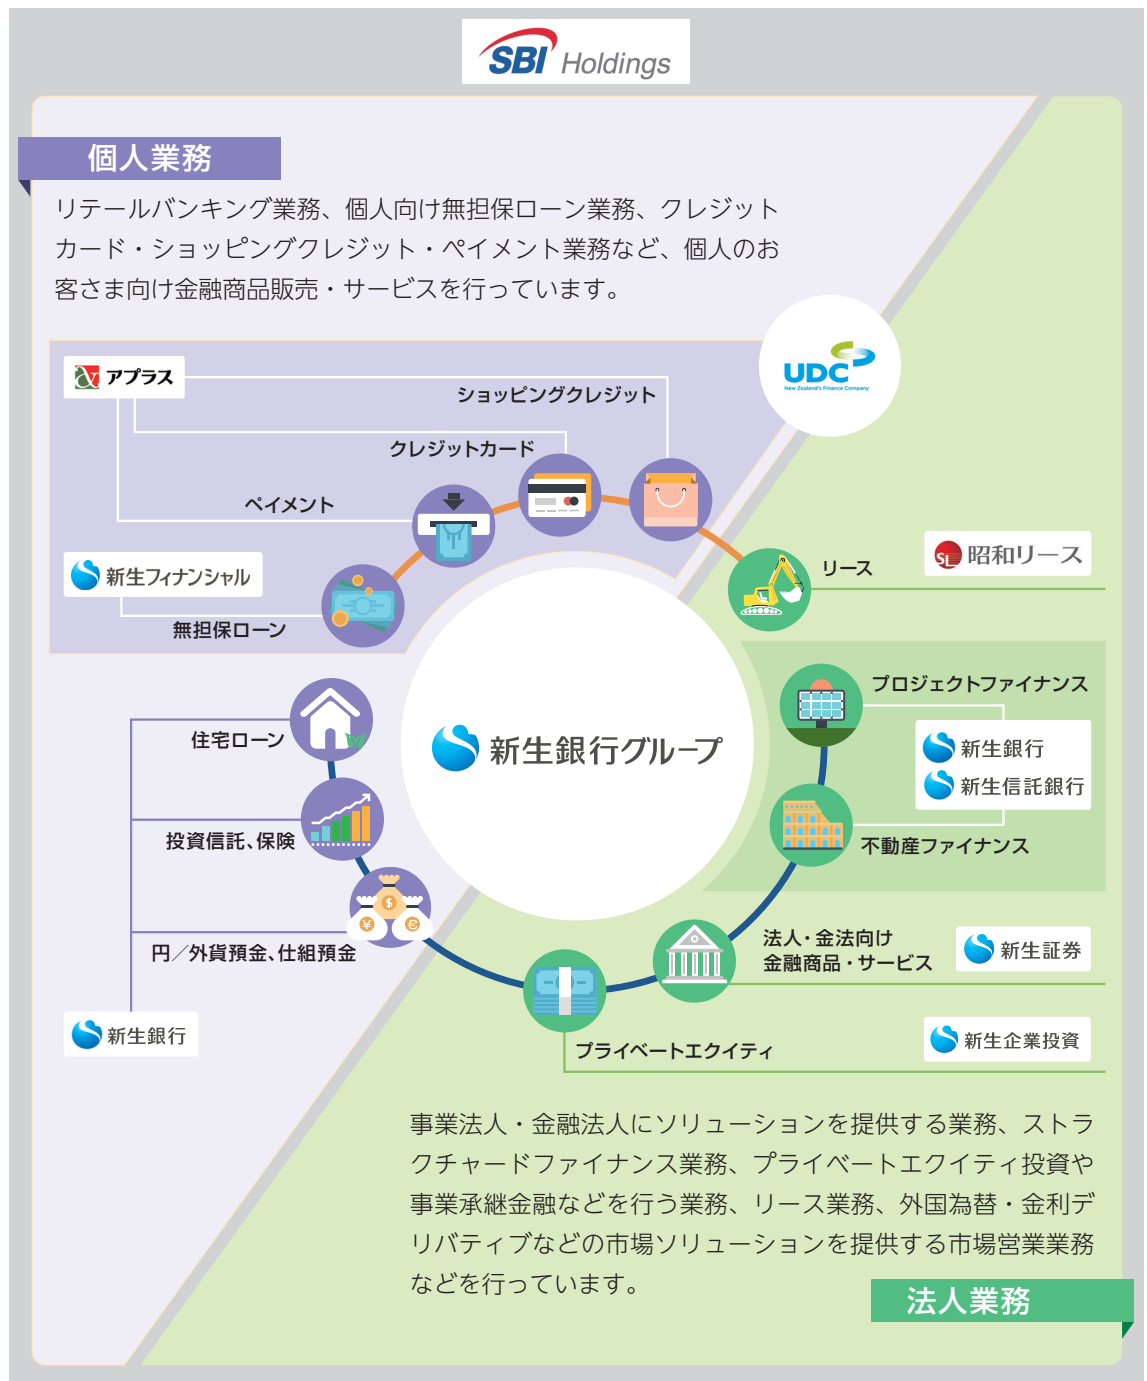 SBI Holdings
個人業務
リテールバンキング業務、個人向け無担保ローン業務、クレジット
カード・ショッピングクレジット・ペイメント業務など、個人のお
客さま向け金融商品販売・サービスを行っています。
UDC
New Zealand's Finance Company
アプラス
ショッピングクレジット
クレジットカード
ペイメント
新生フィナンシャル
無担保ローン
リース
SL 昭和リース
プロジェクトファイナンス
新生銀行
新生信託銀行
不動産ファイナンス
新生銀行グループ
住宅ローン
投資信託、保険
円／外貨預金、仕組預金
新生銀行
法人・金法向け
金融商品・サービス
新生証券
プライベートエクイティ
新生企業投資
事業法人・金融法人にソリューションを提供する業務、ストラ
クチャードファイナンス業務、プライベートエクイティ投資や
事業承継金融などを行う業務、リース業務、外国為替・金利デ
リバティブなどの市場ソリューションを提供する市場営業業務
などを行っています。
法人業務